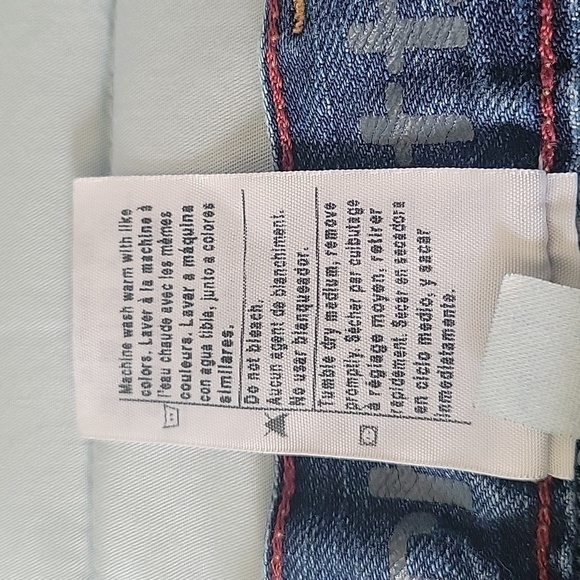 Machine wash warm with like
colors. Laver à la machine à
l'eau chaude avec les mêmes
couleurs. Lavar a máquina
con agua tibia, junto a colores
similares.
Do not bleach.
Aucun agent de blanchiment.
No usar blanqueador.
Tumble dry medium, remove
promptly. Sécher par culbutage
à réglage moyen, retirer
rapidement. Secar en secadora
en ciclo medio, y sacar
inmediatamente.